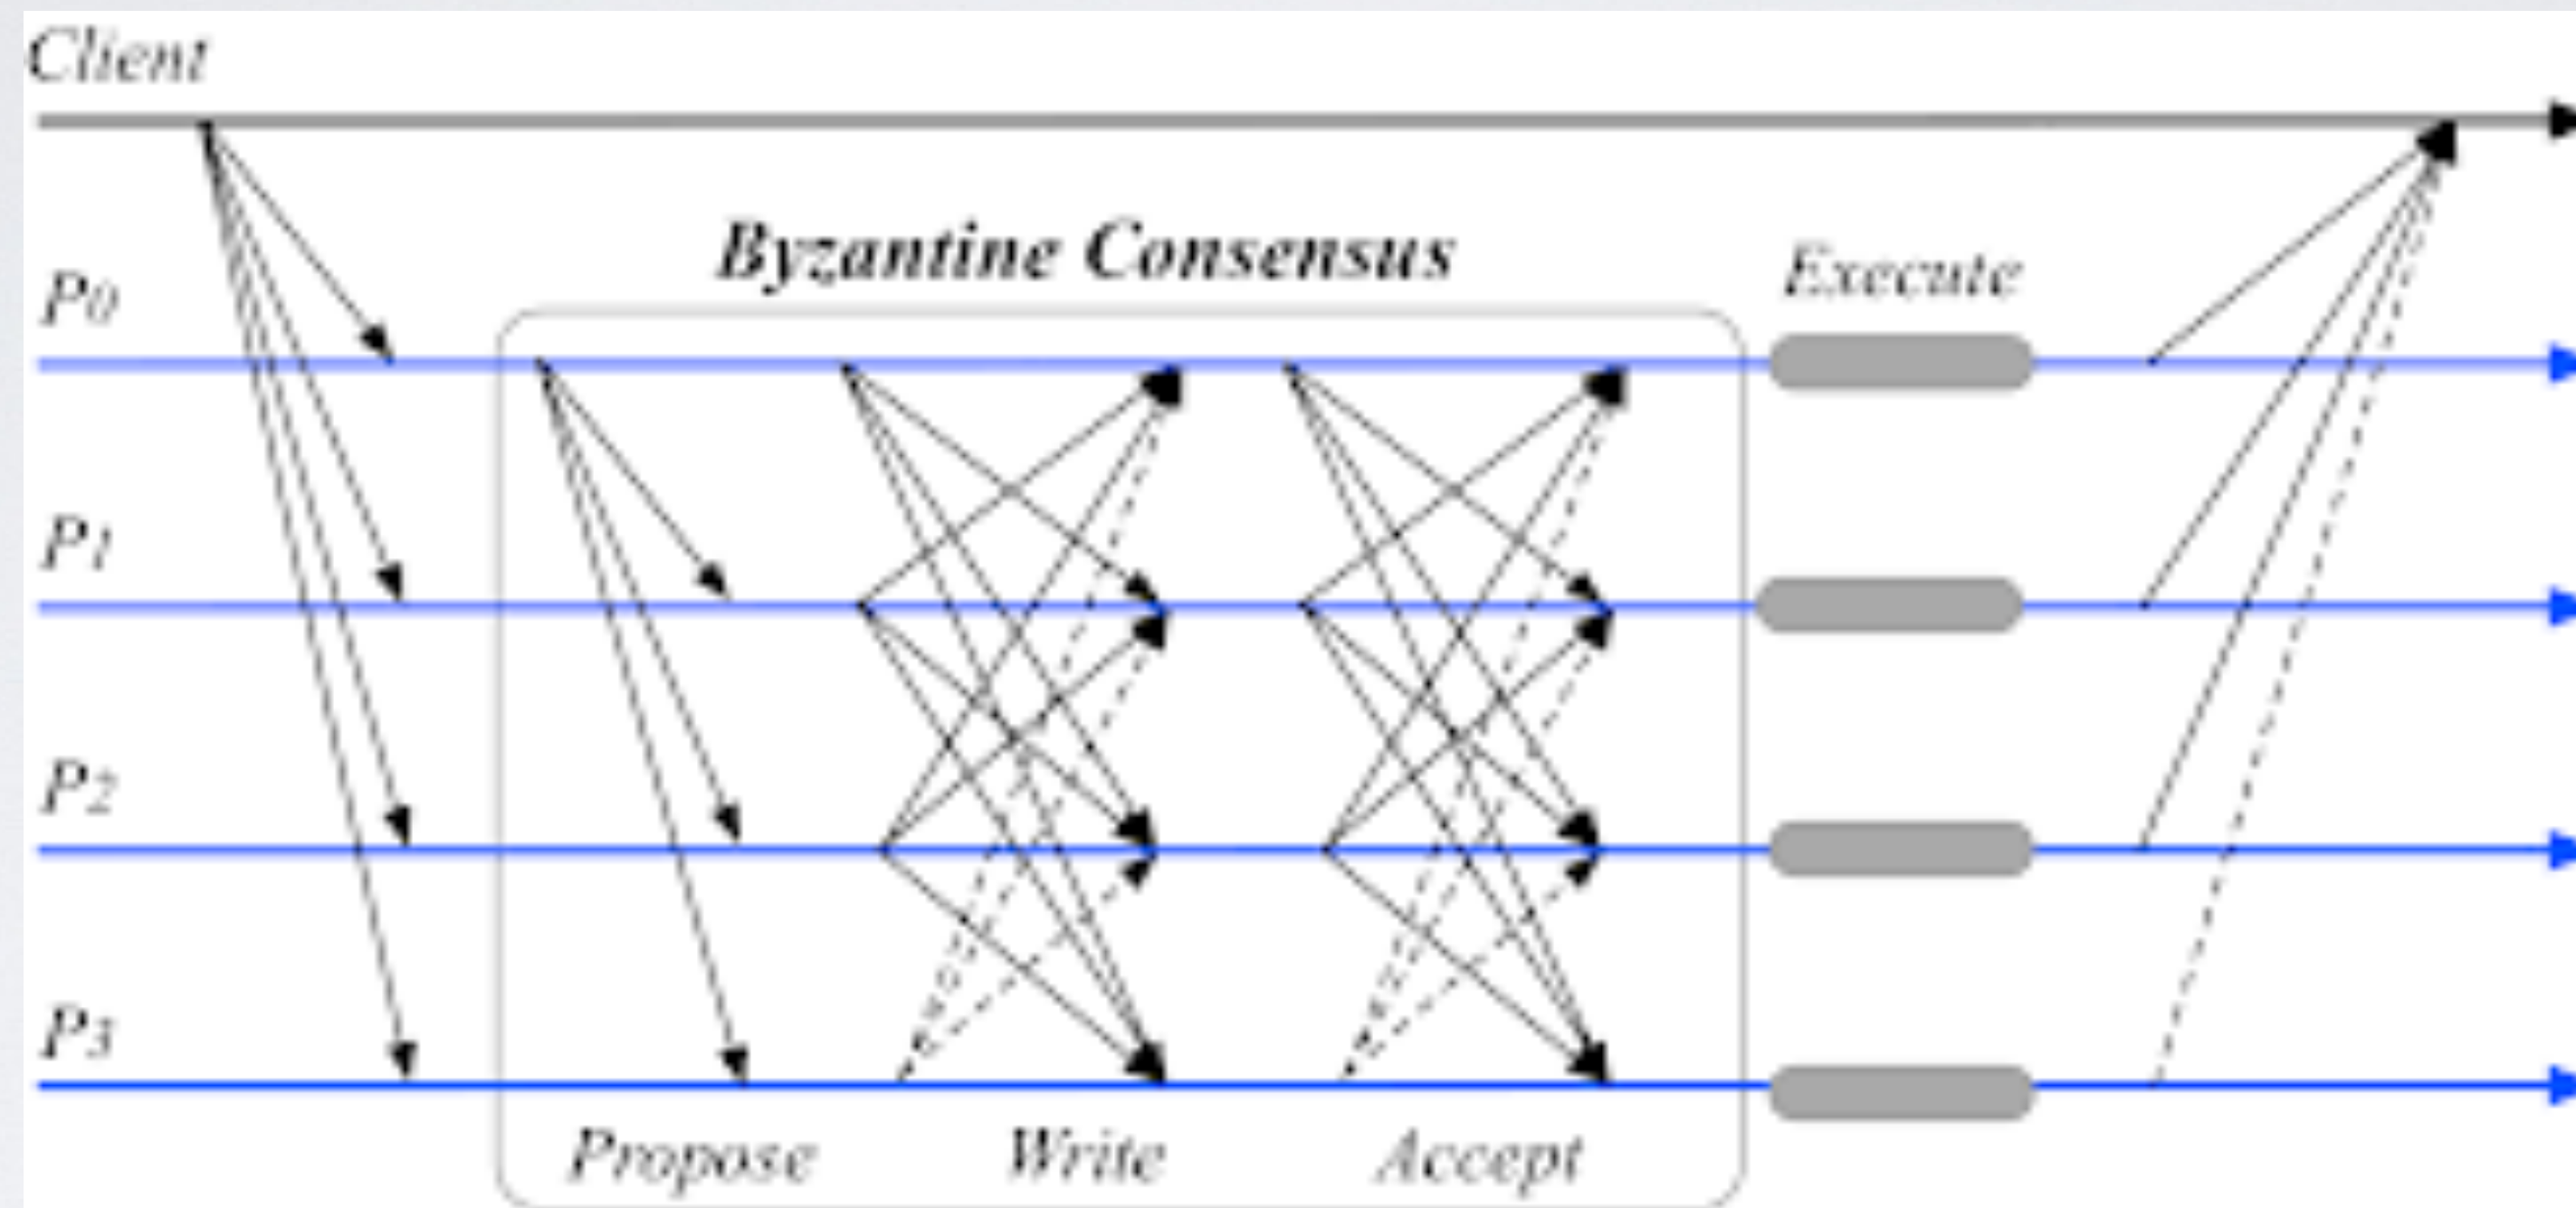 Client
Byzantine Consensus
Execute
P0
P1
P2
P3
Propose Write Accept